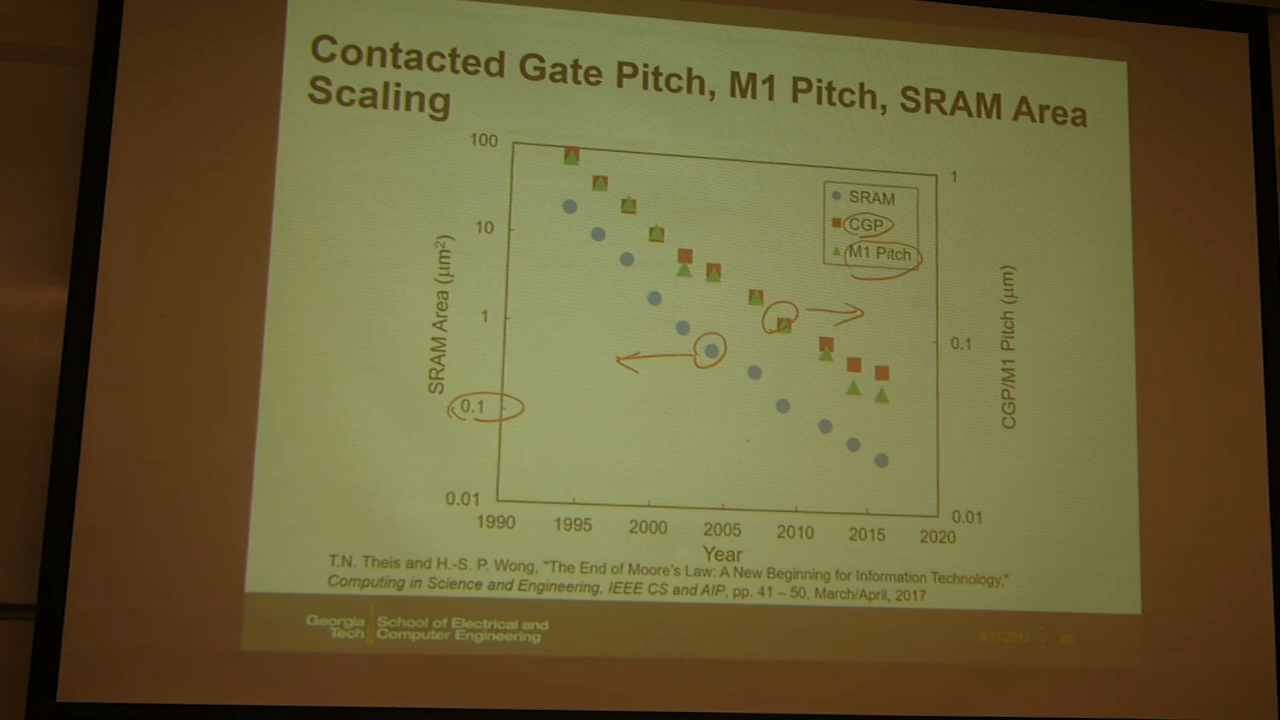 Contacted Gate Pitch, M1 Pitch, SRAM Area
Scaling
100
10
1
0.1
0.01
SRAM Area (µm²)
1990 1995 2000 2005 2010 2015 2020
Year
1
0.1
0.01
CGP/M1 Pitch (µm)
SRAM
CGP
M1 Pitch
T.N. Theis and H.-S. P. Wong, "The End of Moore's Law: A New Beginning for Information Technology,"
Computing in Science and Engineering, IEEE CS and AIP, pp. 41 – 50, March/April, 2017
Georgia
Tech
School of Electrical and
Computer Engineering